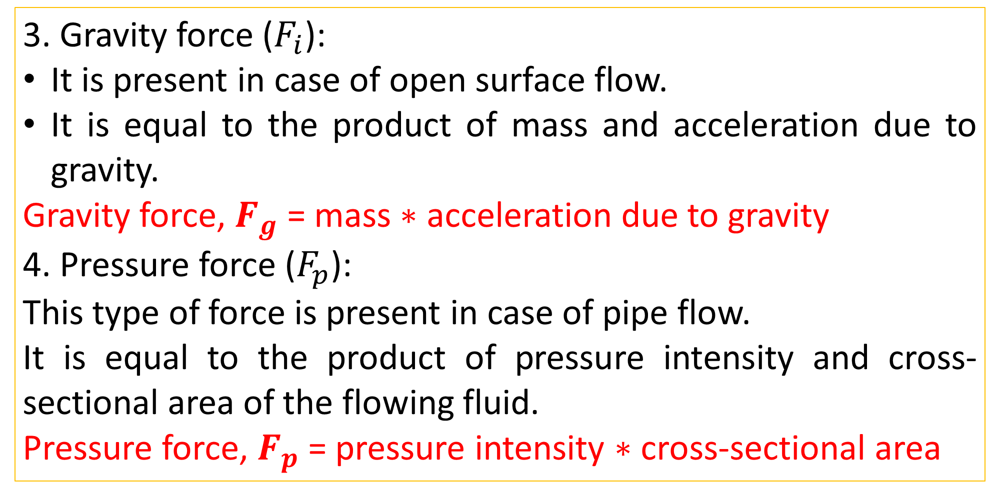 3. Gravity force (F_i):
• It is present in case of open surface flow.
• It is equal to the product of mass and acceleration due to
gravity.
Gravity force, F_g = mass ∗ acceleration due to gravity
4. Pressure force (F_p):
This type of force is present in case of pipe flow.
It is equal to the product of pressure intensity and cross-
sectional area of the flowing fluid.
Pressure force, F_p = pressure intensity ∗ cross-sectional area